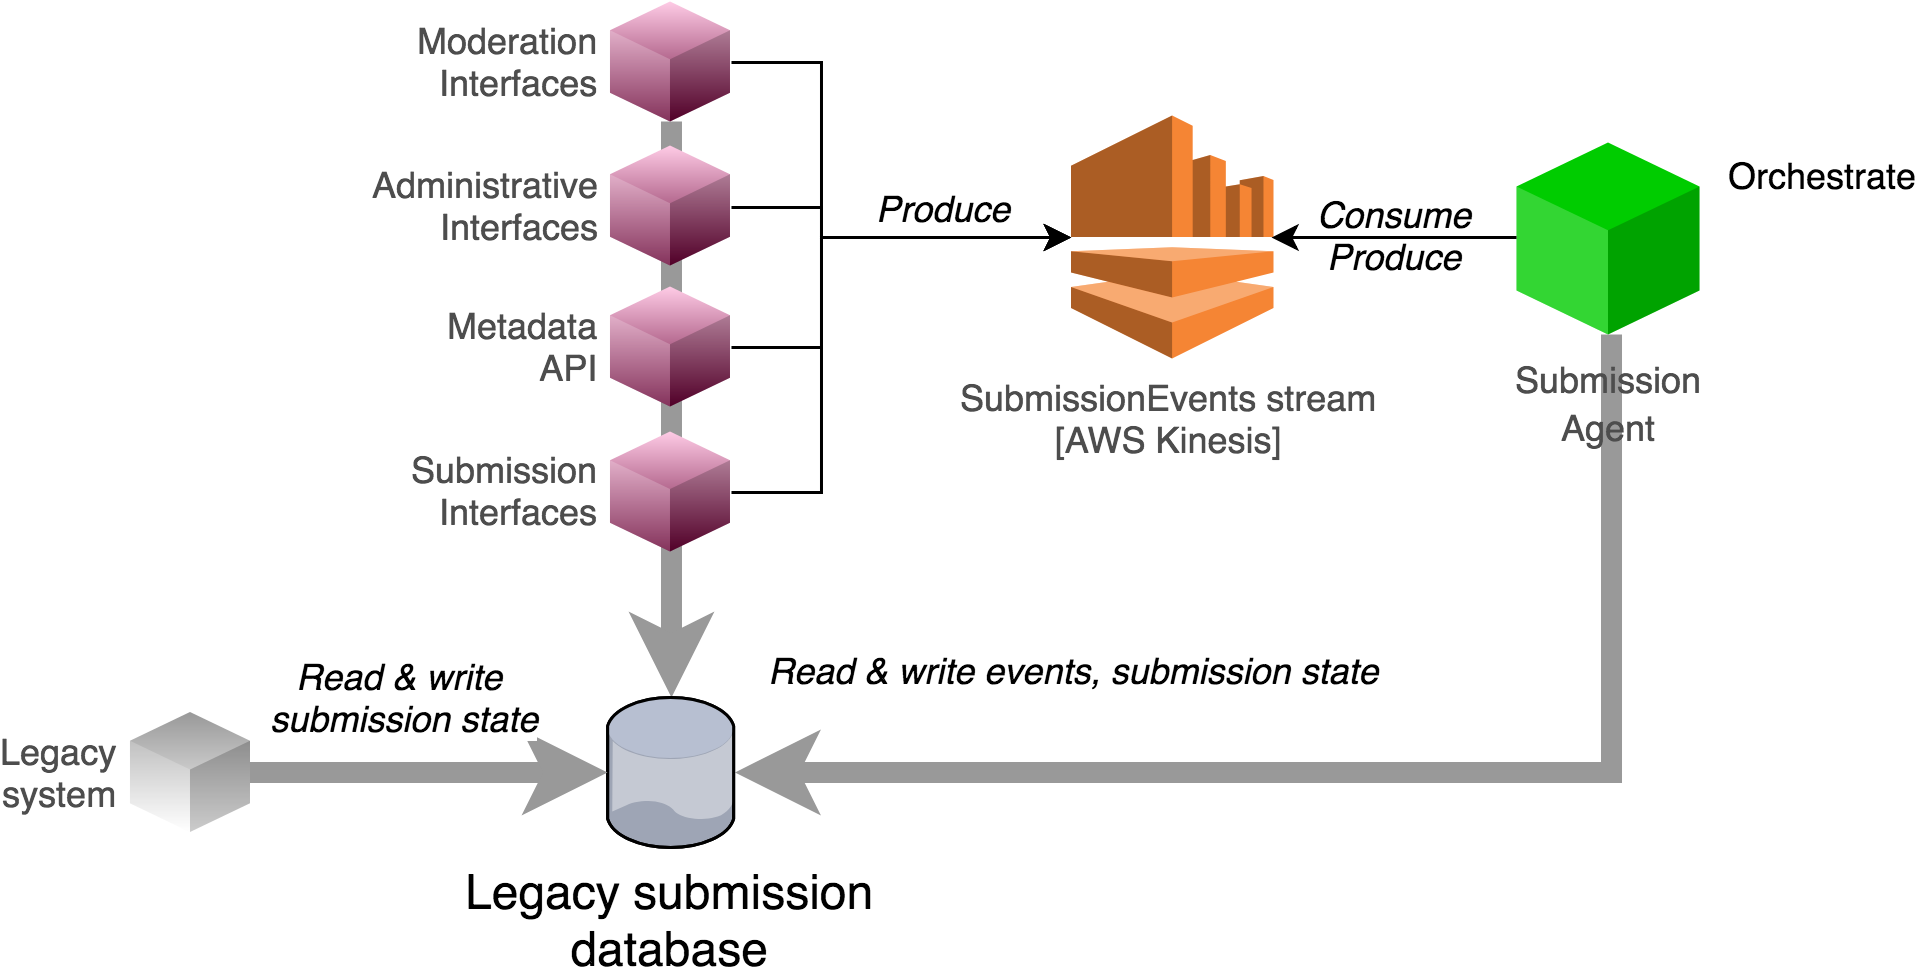 Moderation
Interfaces
Administrative
Interfaces
Metadata
API
Submission
Interfaces
Produce
SubmissionEvents stream
[AWS Kinesis]
Consume
Produce
Orchestrate
Submission
Agent
Read & write
submission state
Read & write events, submission state
Legacy
system
Legacy submission
database